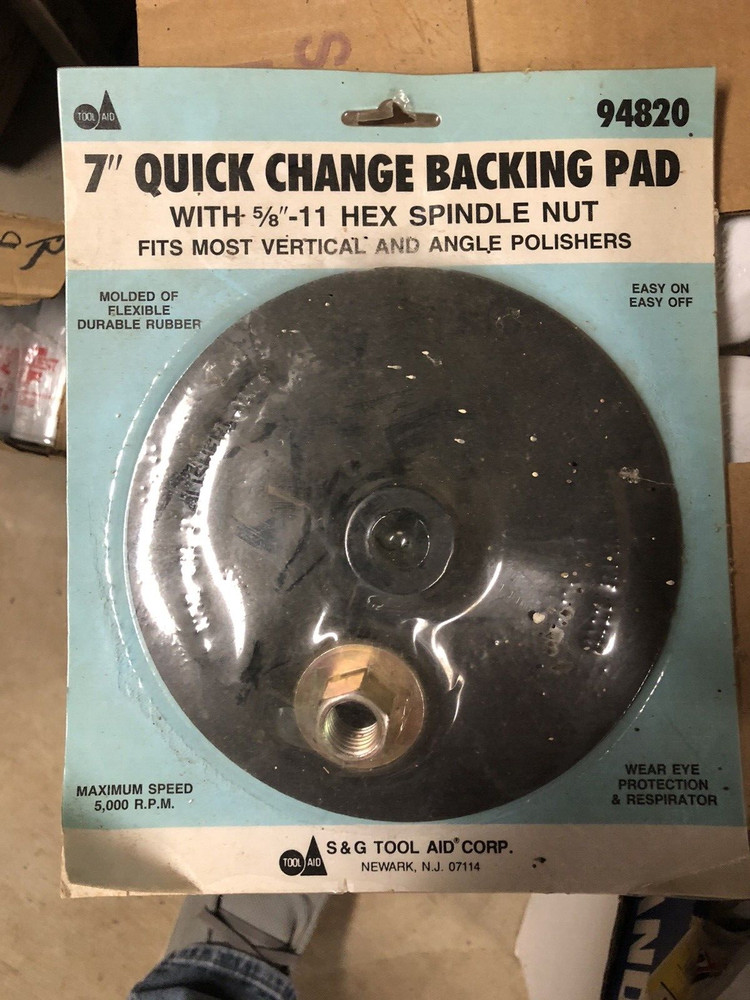 TOOL AID
94820
7" QUICK CHANGE BACKING PAD
WITH 5/8"-11 HEX SPINDLE NUT
FITS MOST VERTICAL AND ANGLE POLISHERS
MOLDED OF
FLEXIBLE
DURABLE RUBBER
EASY ON
EASY OFF
MAXIMUM SPEED
5,000 R.P.M.
WEAR EYE
PROTECTION
& RESPIRATOR
TOOL AID
S & G TOOL AID® CORP.
NEWARK, N.J. 07114